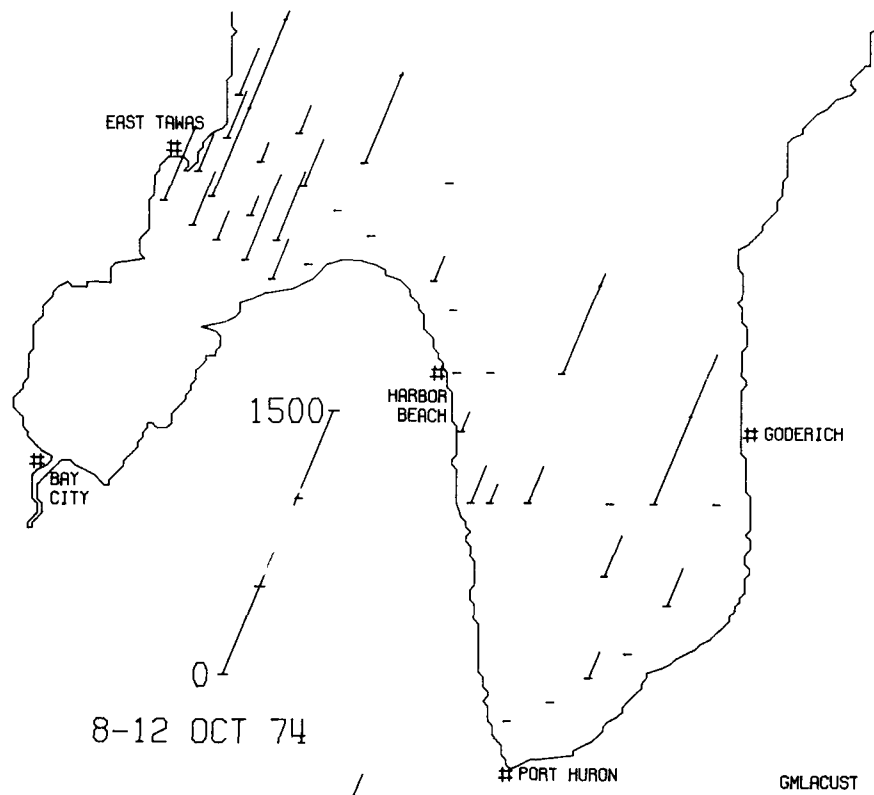 EAST TAWAS
HARBOR
BEACH
1500
GODERICH
BAY
CITY
0
8-12 OCT 74
PORT HURON
GMLACUST